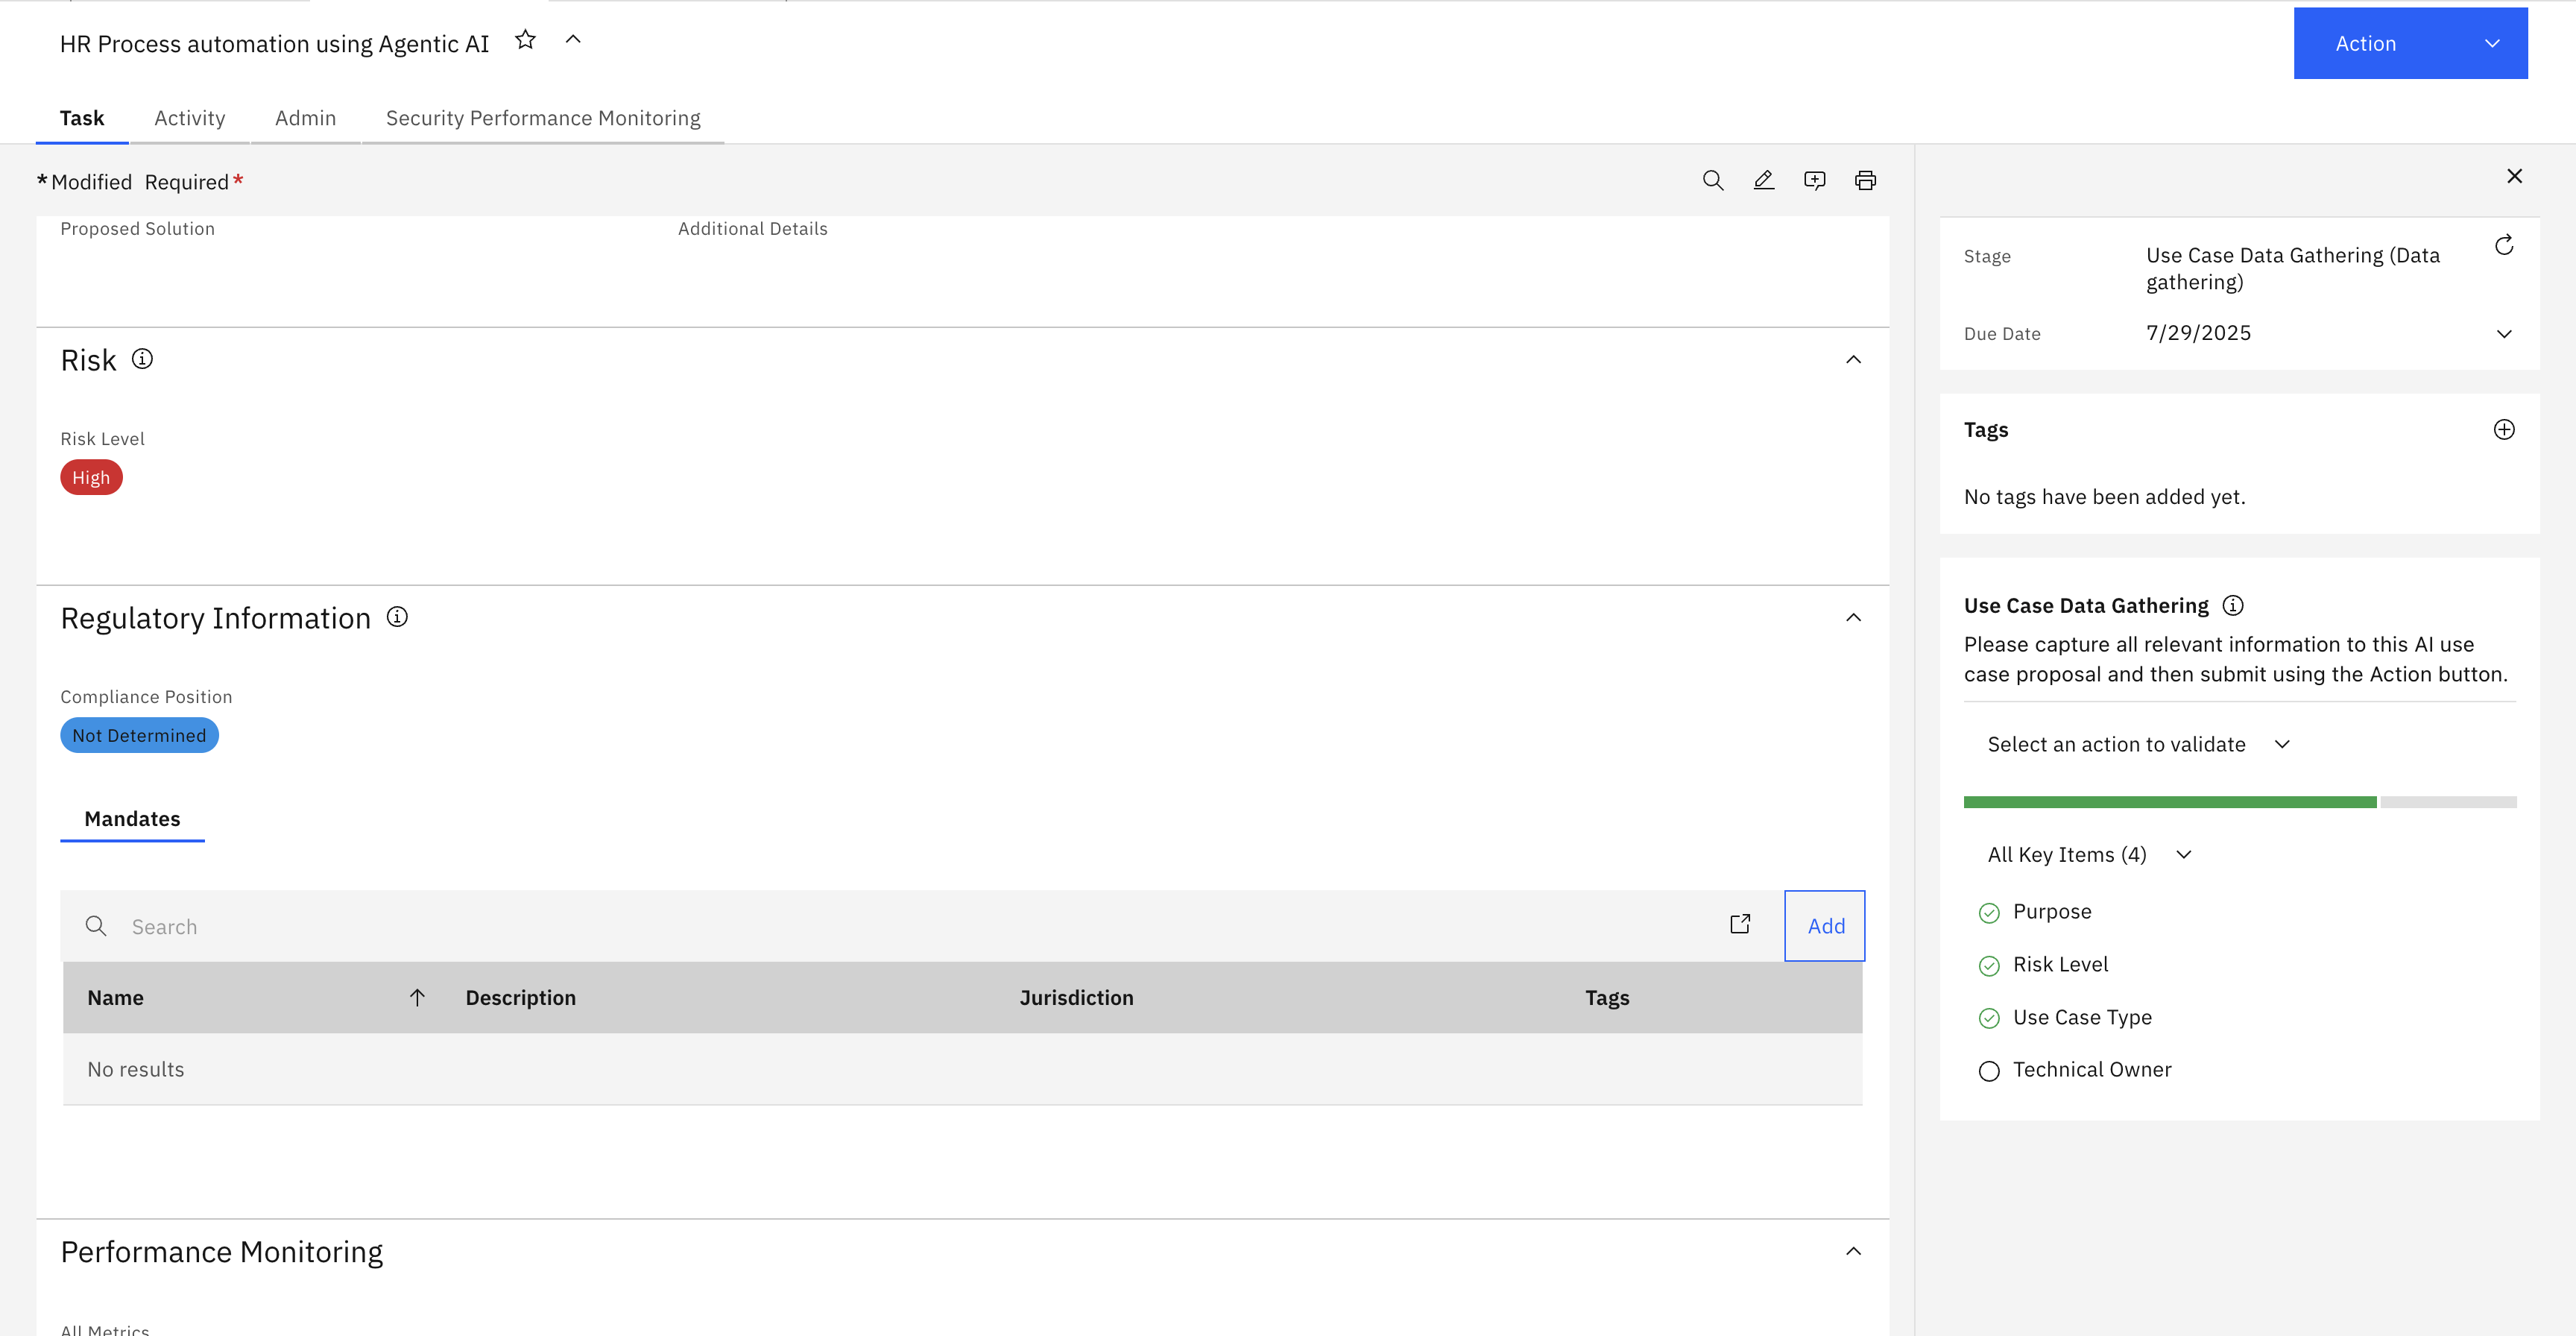 HR Process automation using Agentic AI
Action
Task
Activity
Admin
Security Performance Monitoring
*Modified Required*
Proposed Solution
Additional Details
Risk
Risk Level
High
Regulatory Information
Compliance Position
Not Determined
Mandates
Search
Add
Name
Description
Jurisdiction
Tags
No results
Performance Monitoring
All Metrics
Stage
Use Case Data Gathering (Data
gathering)
Due Date
7/29/2025
Tags
No tags have been added yet.
Use Case Data Gathering
Please capture all relevant information to this AI use
case proposal and then submit using the Action button.
Select an action to validate
All Key Items (4)
Purpose
Risk Level
Use Case Type
Technical Owner